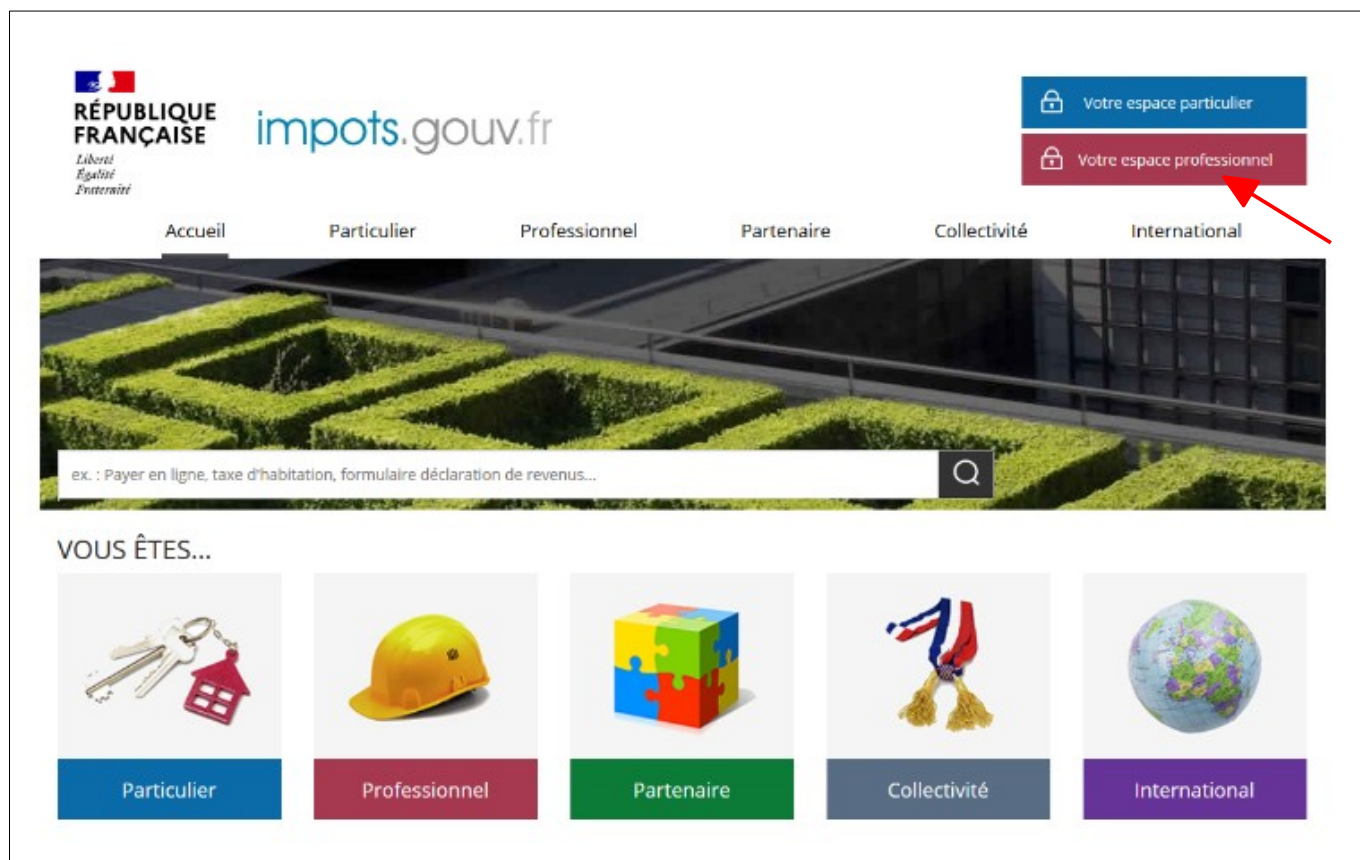 RÉPUBLIQUE
FRANÇAISE
Liberté
Égalité
Fraternité
impots.gouv.fr
Votre espace particulier
Votre espace professionnel
Accueil Particulier Professionnel Partenaire Collectivité International
ex. : Payer en ligne, taxe d'habitation, formulaire déclaration de revenus...
VOUS ÊTES...
Particulier Professionnel Partenaire Collectivité International